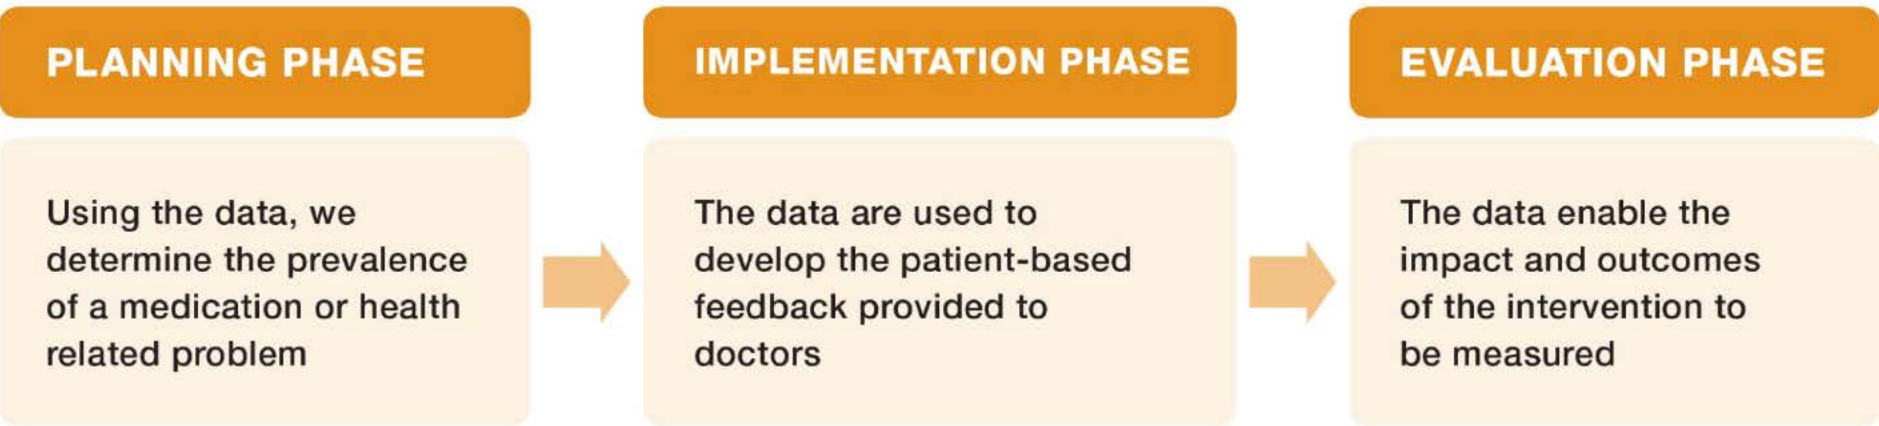 PLANNING PHASE
Using the data, we
determine the prevalence
of a medication or health
related problem
IMPLEMENTATION PHASE
The data are used to
develop the patient-based
feedback provided to
doctors
EVALUATION PHASE
The data enable the
impact and outcomes
of the intervention to
be measured